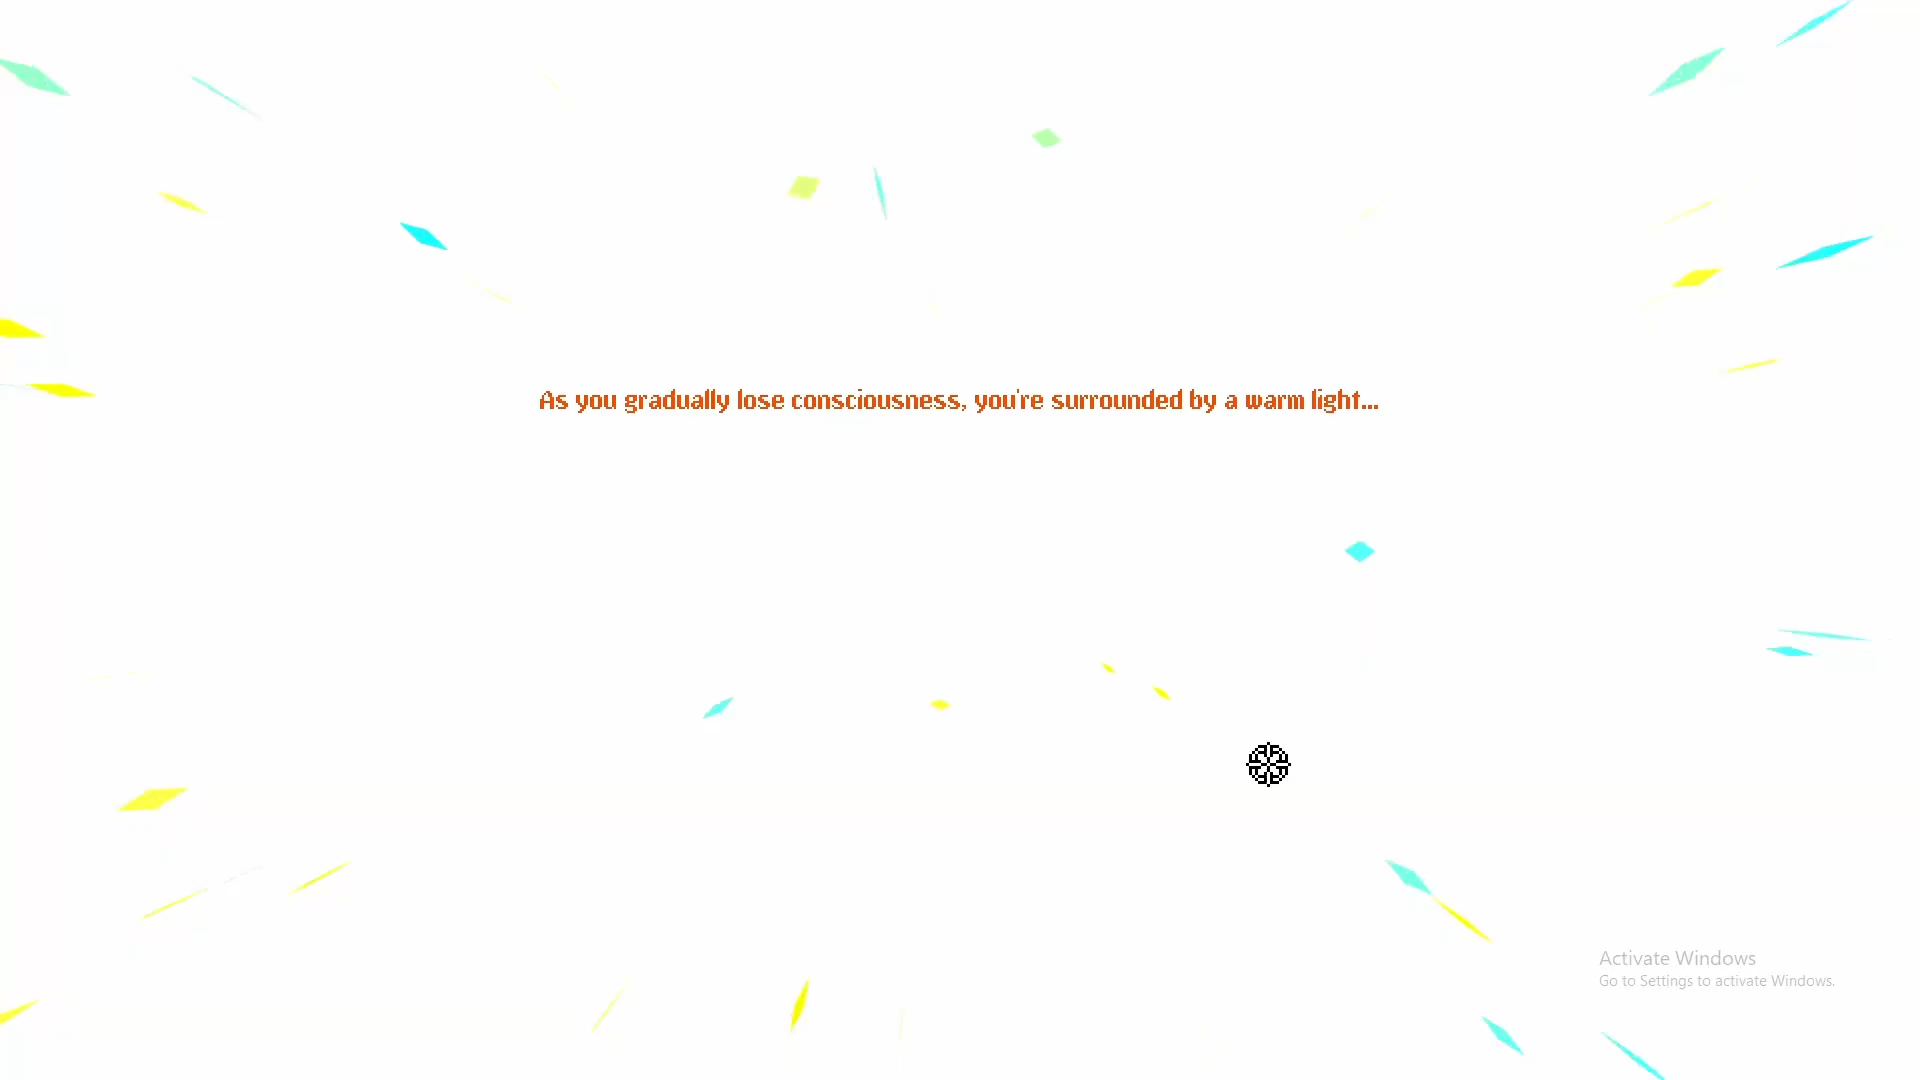 As you gradually lose consciousness, you're surrounded by a warm light...
Activate Windows
Go to Settings to activate Windows.